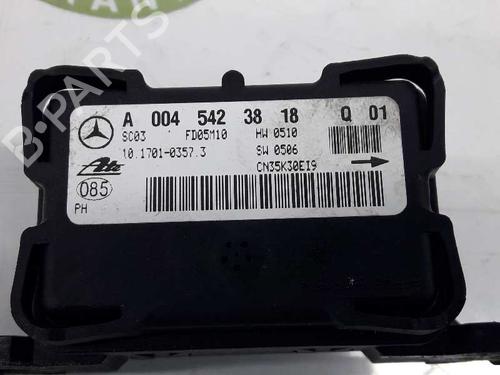 A 004 542 38 18 Q 01
SC03 FD05M10 HW 0510
10.1701-0357.3 SW 0506
Ate CN35K30EI9
085
PH